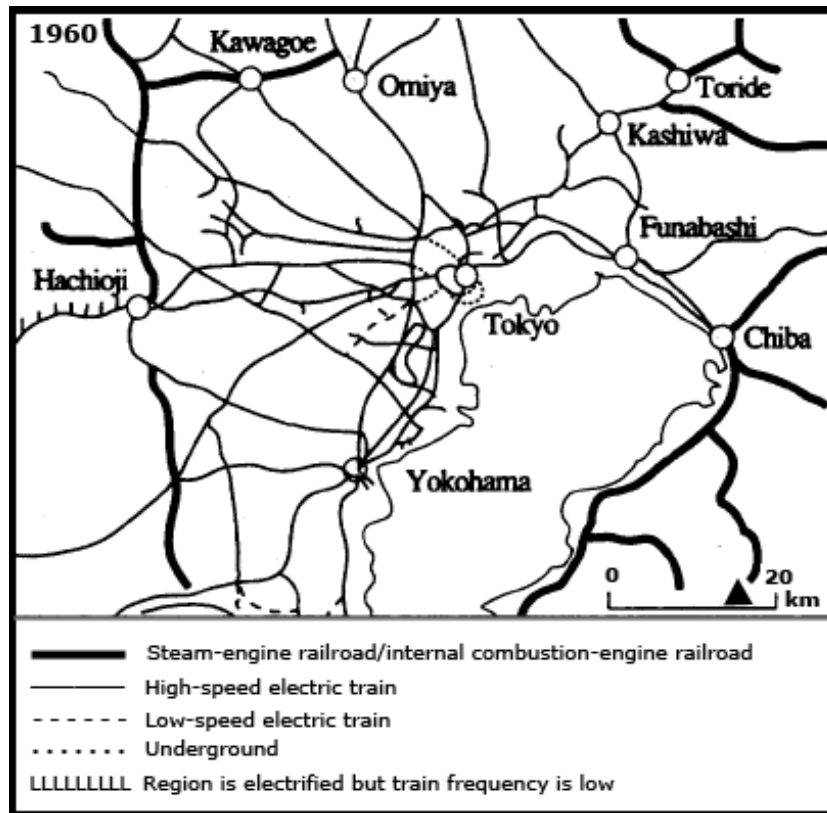 1960
Kawagoe
Omiya
Toride
Kashiwa
Funabashi
Hachioji
Tokyo
Chiba
Yokohama
0 20
km
Steam-engine railroad/internal combustion-engine railroad
High-speed electric train
Low-speed electric train
Underground
Region is electrified but train frequency is low